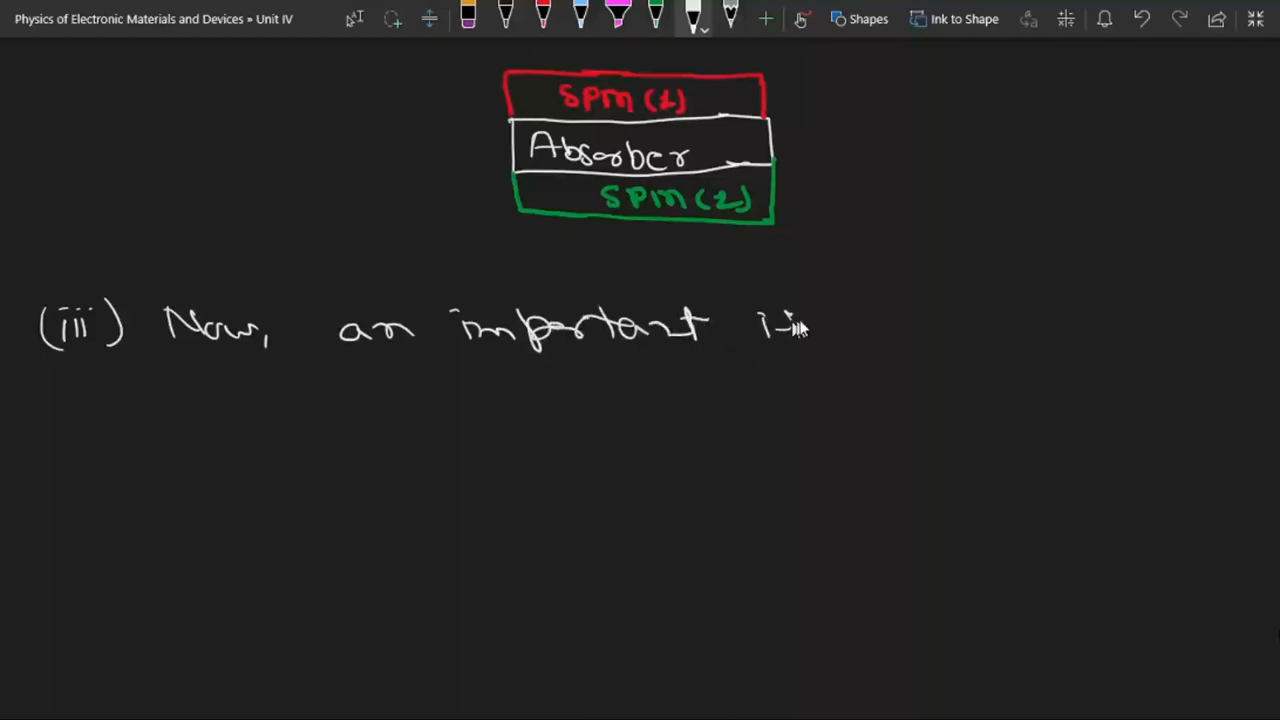 Physics of Electronic Materials and Devices » Unit IV
Shapes
Ink to Shape
SPM (1)
Absorber
SPM (2)
(iii) Now, an important